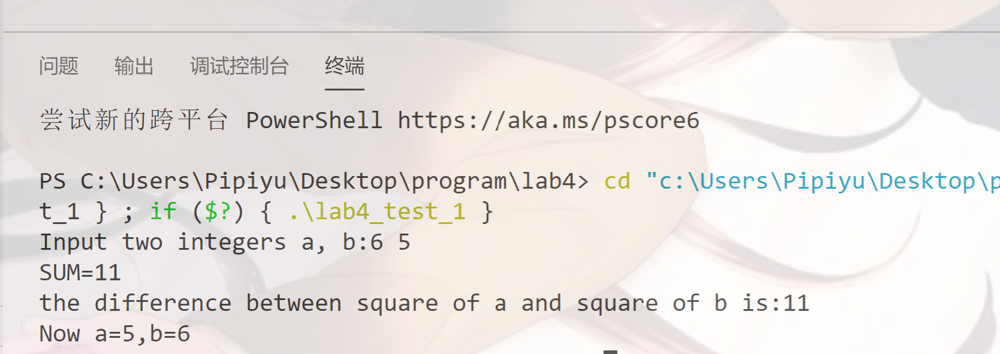 问题 输出 调试控制台 终端
尝试新的跨平台 PowerShell https://aka.ms/pscore6
PS C:\Users\Pipiyu\Desktop\program\lab4> cd "c:\Users\Pipiyu\Desktop\p
t_1 } ; if ($?) { .\lab4_test_1 }
Input two integers a, b:6 5
SUM=11
the difference between square of a and square of b is:11
Now a=5,b=6